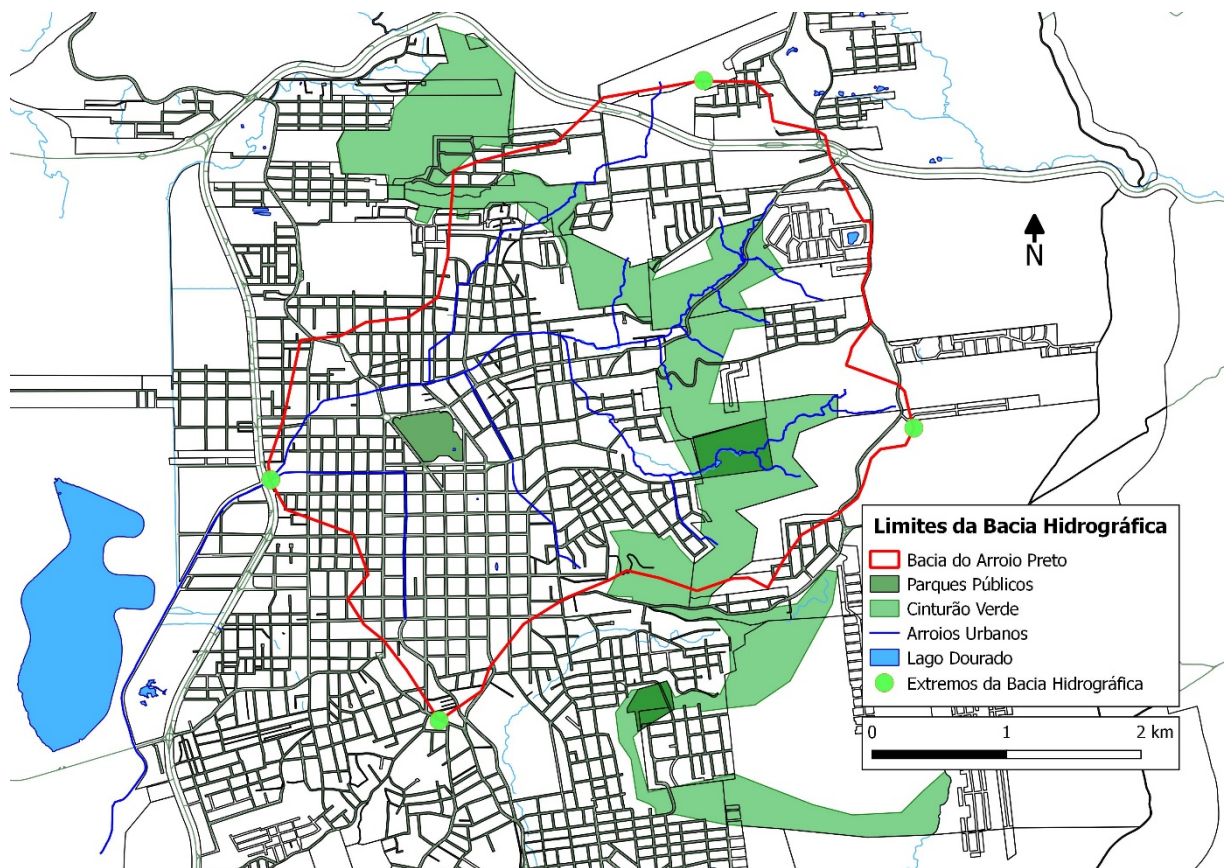 N
Limites da Bacia Hidrográfica
Bacia do Arroio Preto
Parques Públicos
Cinturão Verde
Arroios Urbanos
Lago Dourado
Extremos da Bacia Hidrográfica
0 1 2 km